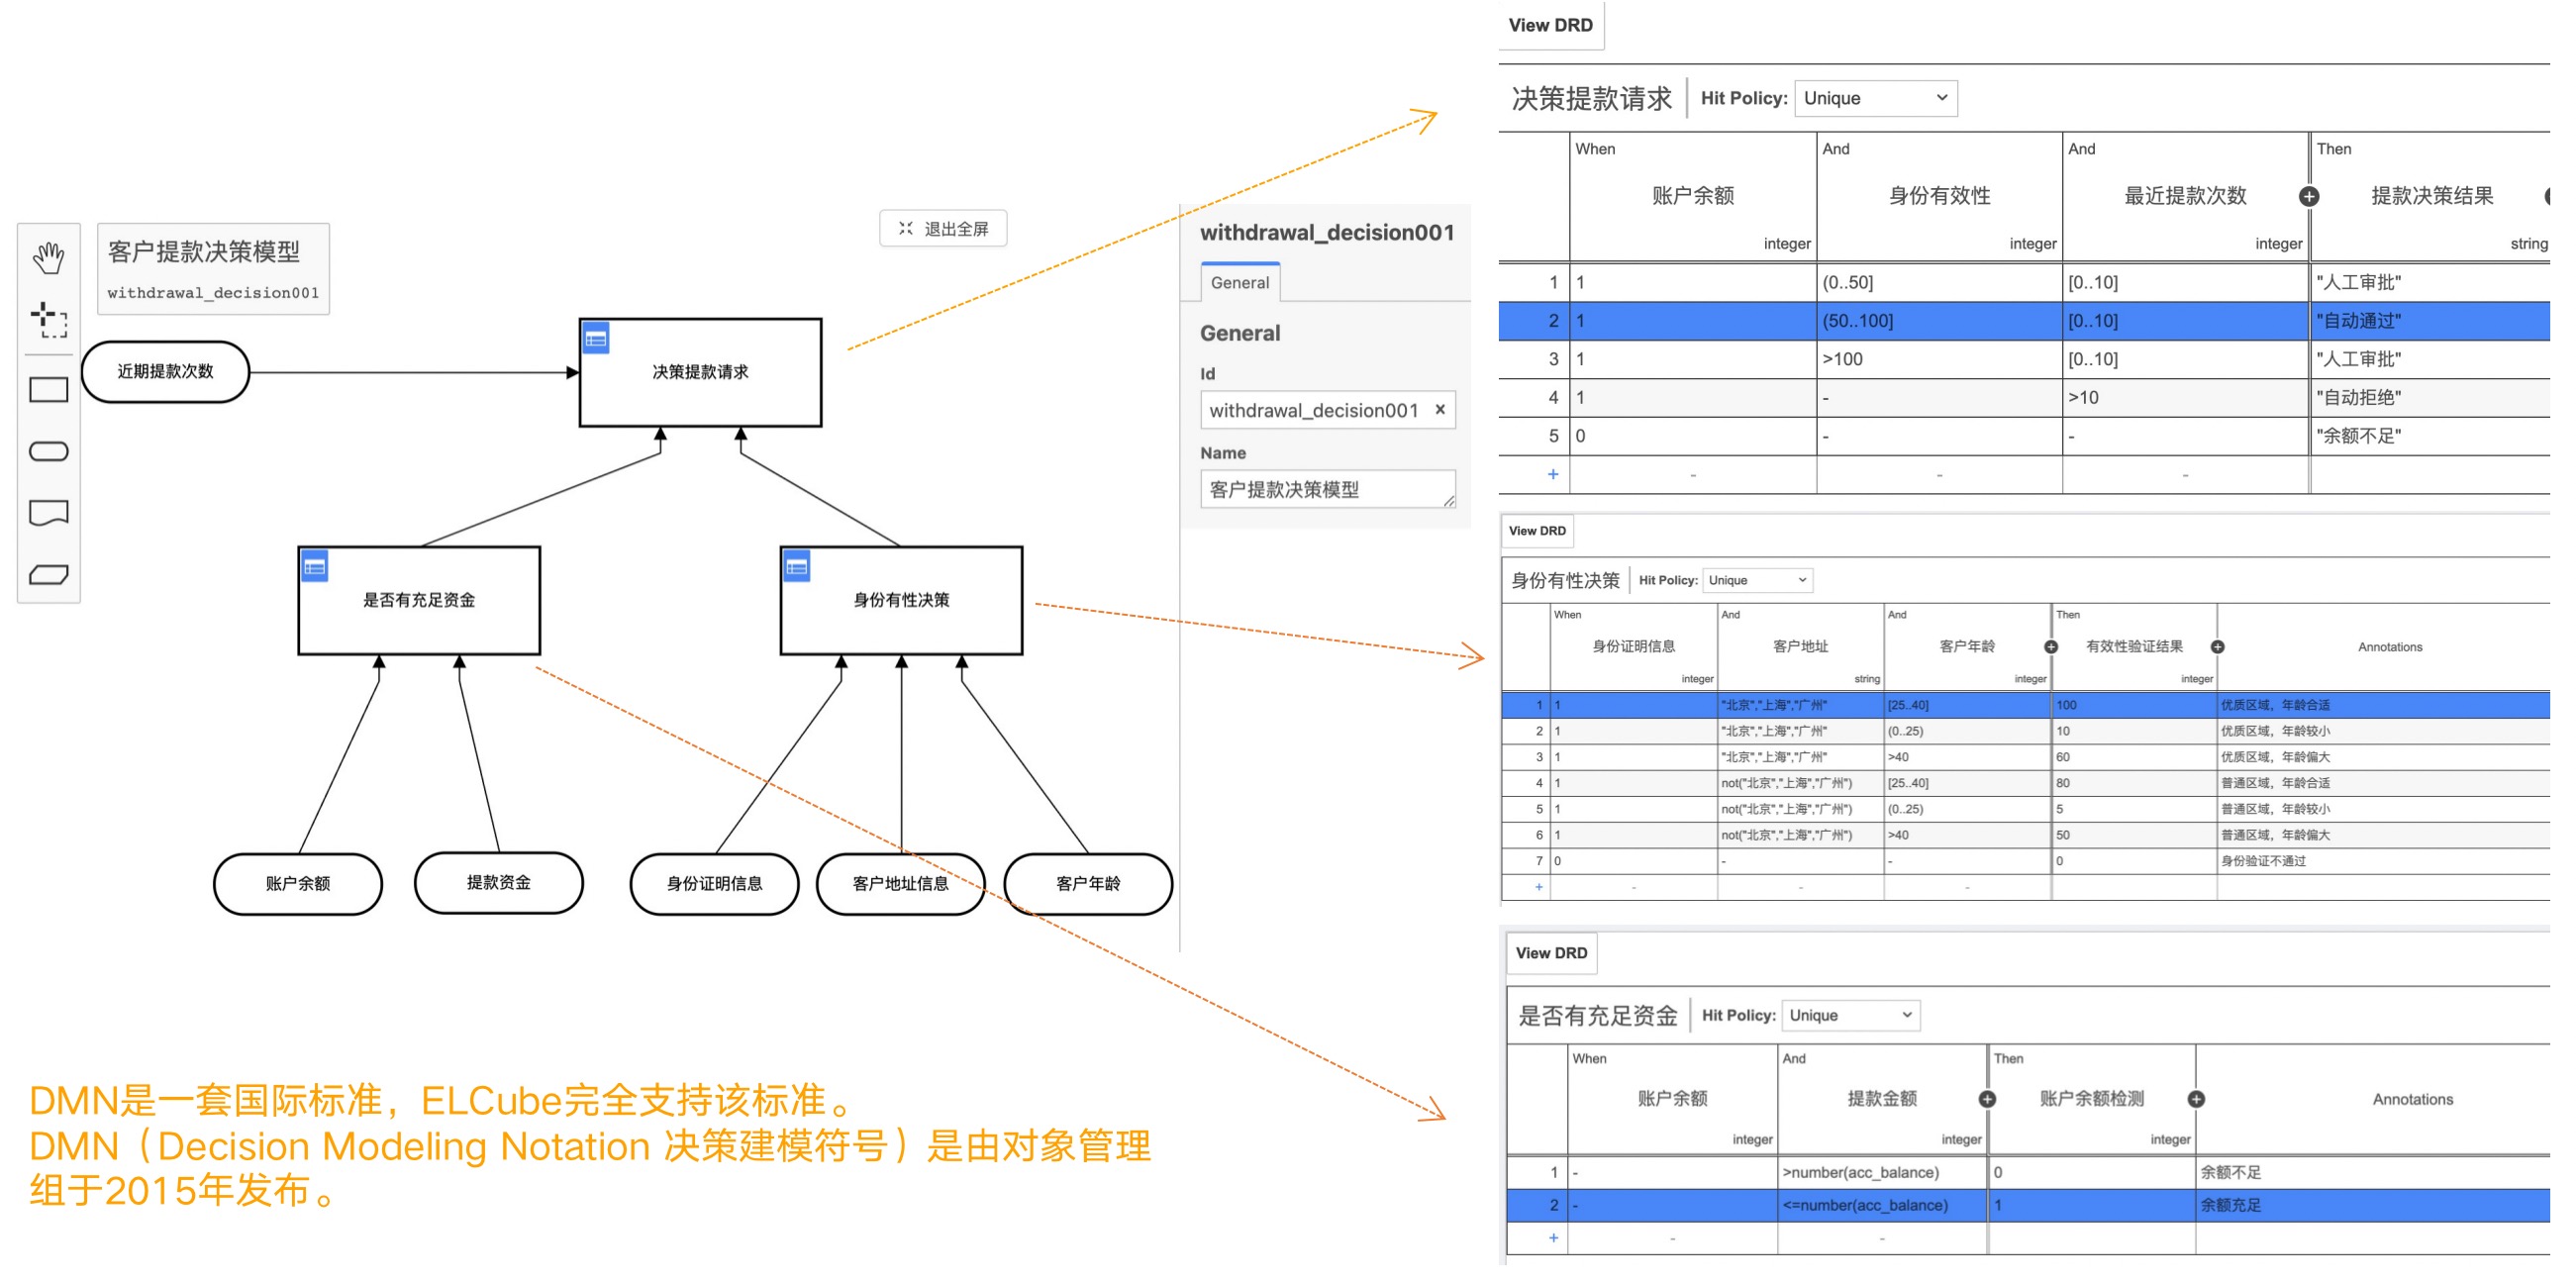 客户提款决策模型
withdrawal_decision001
退出全屏
近期提款次数
决策提款请求
是否有充足资金
身份有性决策
账户余额
提款资金
身份证明信息
客户地址信息
客户年龄
withdrawal_decision001
General
General
Id
withdrawal_decision001 ×
Name
客户提款决策模型
DMN是一套国际标准，ELCube完全支持该标准。
DMN（Decision Modeling Notation 决策建模符号）是由对象管理
组于2015年发布。
View DRD
决策提款请求 Hit Policy: Unique
When And And Then
账户余额 身份有效性 最近提款次数 提款决策结果
integer integer integer string
1 1 (0..50] [0..10] "人工审批"
2 1 (50..100] [0..10] "自动通过"
3 1 >100 [0..10] "人工审批"
4 1 - >10 "自动拒绝"
5 0 - - "余额不足"
+ - - -
View DRD
身份有性决策 Hit Policy: Unique
When And And Then
身份证明信息 客户地址 客户年龄 有效性验证结果 Annotations
integer string integer integer
1 1 "北京","上海","广州" [25..40] 100 优质区域，年龄合适
2 1 "北京","上海","广州" (0..25) 10 优质区域，年龄较小
3 1 "北京","上海","广州" >40 60 优质区域，年龄偏大
4 1 not("北京","上海","广州") [25..40] 80 普通区域，年龄合适
5 1 not("北京","上海","广州") (0..25) 5 普通区域，年龄较小
6 1 not("北京","上海","广州") >40 50 普通区域，年龄偏大
7 0 - - 0 身份验证不通过
+ - - -
View DRD
是否有充足资金 Hit Policy: Unique
When And Then
账户余额 提款金额 账户余额检测 Annotations
integer integer integer
1 - >number(acc_balance) 0 余额不足
2 - <=number(acc_balance) 1 余额充足
+ - -